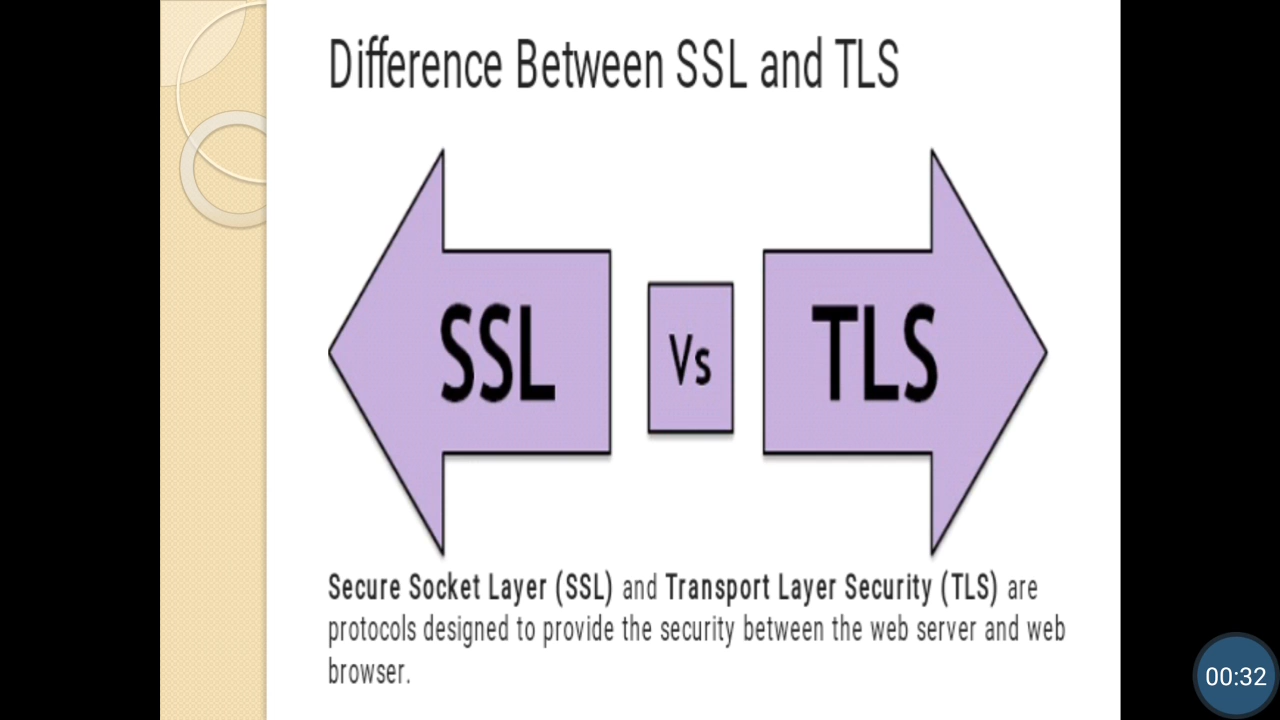 Difference Between SSL and TLS
SSL
Vs
TLS
Secure Socket Layer (SSL) and Transport Layer Security (TLS) are
protocols designed to provide the security between the web server and web
browser.
00:32